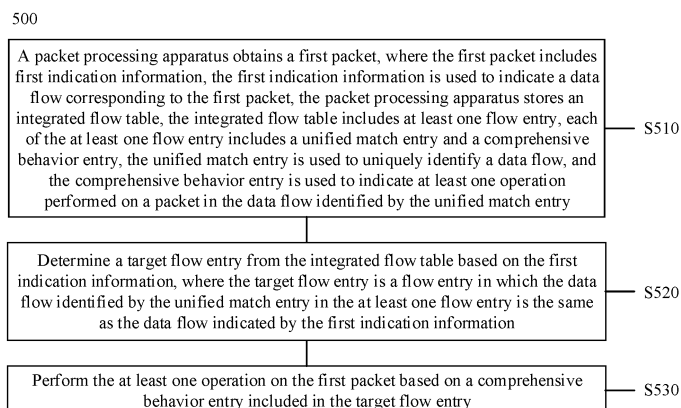 500
A packet processing apparatus obtains a first packet, where the first packet includes
first indication information, the first indication information is used to indicate a data
flow corresponding to the first packet, the packet processing apparatus stores an
integrated flow table, the integrated flow table includes at least one flow entry, each
of the at least one flow entry includes a unified match entry and a comprehensive
behavior entry, the unified match entry is used to uniquely identify a data flow, and
the comprehensive behavior entry is used to indicate at least one operation
performed on a packet in the data flow identified by the unified match entry
S510
Determine a target flow entry from the integrated flow table based on the first
indication information, where the target flow entry is a flow entry in which the data
flow identified by the unified match entry in the at least one flow entry is the same
as the data flow indicated by the first indication information
S520
Perform the at least one operation on the first packet based on a comprehensive
behavior entry included in the target flow entry
S530